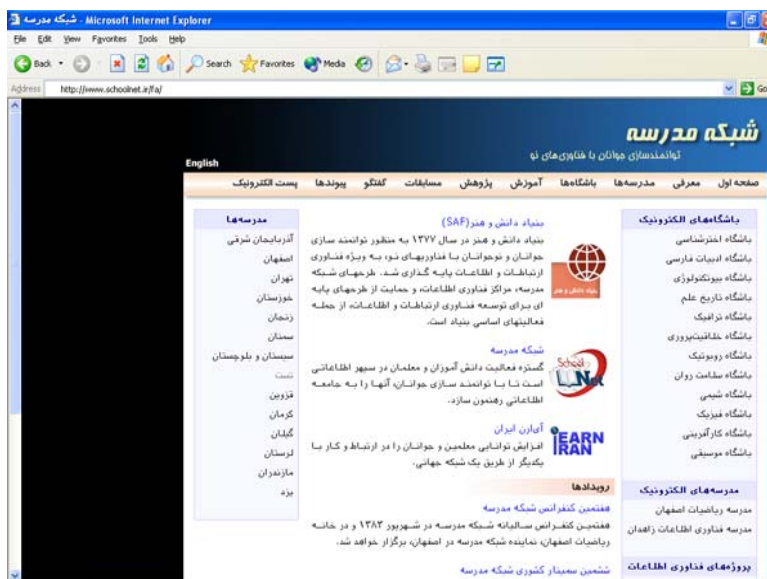 شبکه مدرسه - Microsoft Internet Explorer
File Edit View Favorites Tools Help
Back Search Favorites Media
Address http://www.schoolnet.ir/fa/ Go
شبکه مدرسه
توانمندسازی جوانان با فناوری‌های نو
English
صفحه اول معرفی مدرسه‌ها باشگاه‌ها آموزش پژوهش مسابقات گفتگو پیوندها پست الکترونیک
باشگاههای الکترونیک
باشگاه اخترشناسی
باشگاه ادبیات فارسی
باشگاه بیوتکنولوژی
باشگاه تاریخ علم
باشگاه ترافیک
باشگاه خلاقیت‌پروری
باشگاه روبوتیک
باشگاه سلامت روان
باشگاه شیمی
باشگاه فیزیک
باشگاه کارآفرینی
باشگاه موسیقی
مدرسه‌های الکترونیک
مدرسه ریاضیات اصفهان
مدرسه فناوری اطلاعات زاهدان
پروژه‌های فناوری اطلاعات
بنیاد دانش و هنر(SAF)
بنیاد دانش و هنر در سال ۱۳۷۷ به منظور توانمند سازی
جوانان و نوجوانان با فناوریهای نو، به ویژه فناوری
ارتباطات و اطلاعات پایه گذاری شد. طرحهای شبکه
مدرسه، مراکز فناوری اطلاعات، و حمایت از طرحهای پایه
ای برای توسعه فناوری ارتباطات و اطلاعات، از جمله
فعالیتهای اساسی بنیاد است.
بنیاد دانش و هنر
شبکه مدرسه
گستره فعالیت دانش آموزان و معلمان در سپهر اطلاعاتی
است تا با توانمند سازی جوانان، آنها را به جامعه
اطلاعاتی رهنمون سازد.
School Net
آی‌ارن ایران
افزایش توانایی معلمین و جوانان را در ارتباط و کار با
یکدیگر از طریق یک شبکه جهانی.
iEARN
IRAN
رویدادها
هفتمین کنفرانس شبکه مدرسه
هفتمین کنفرانس سالیانه شبکه مدرسه در شهریور ۱۳۸۳ و در خانه
ریاضیات اصفهان، نماینده شبکه مدرسه در اصفهان، برگزار خواهد شد.
ششمین سمینار کشوری شبکه مدرسه
مدرسه‌ها
آذربایجان شرقی
اصفهان
تهران
خوزستان
زنجان
سمنان
سیستان و بلوچستان
تست
قزوین
کرمان
گیلان
لرستان
مازندران
یزد